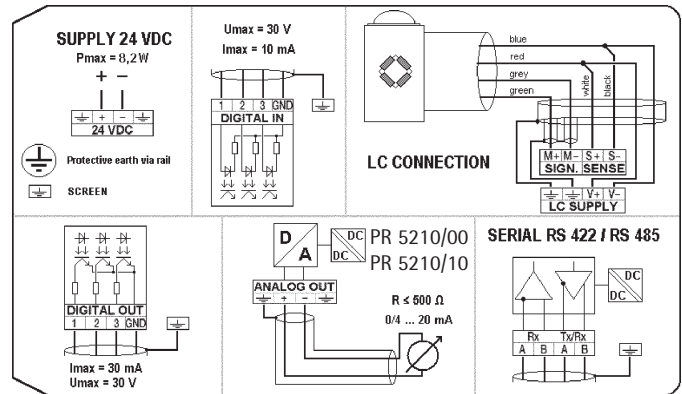 SUPPLY 24 VDC
Pmax = 8,2W
+ −
+ −
24 VDC
Protective earth via rail
SCREEN
Umax = 30 V
Imax = 10 mA
1 2 3 GND
DIGITAL IN
blue
red
grey
green
white
black
LC CONNECTION
M+ M− S+ S−
SIGN. SENSE
V+ V−
LC SUPPLY
DIGITAL OUT
1 2 3 GND
Imax = 30 mA
Umax = 30 V
D
A
DC
DC
PR 5210/00
PR 5210/10
ANALOG OUT
+ −
R ≤ 500 Ω
0/4 ... 20 mA
SERIAL RS 422 / RS 485
DC
DC
Rx Tx/Rx
A B A B